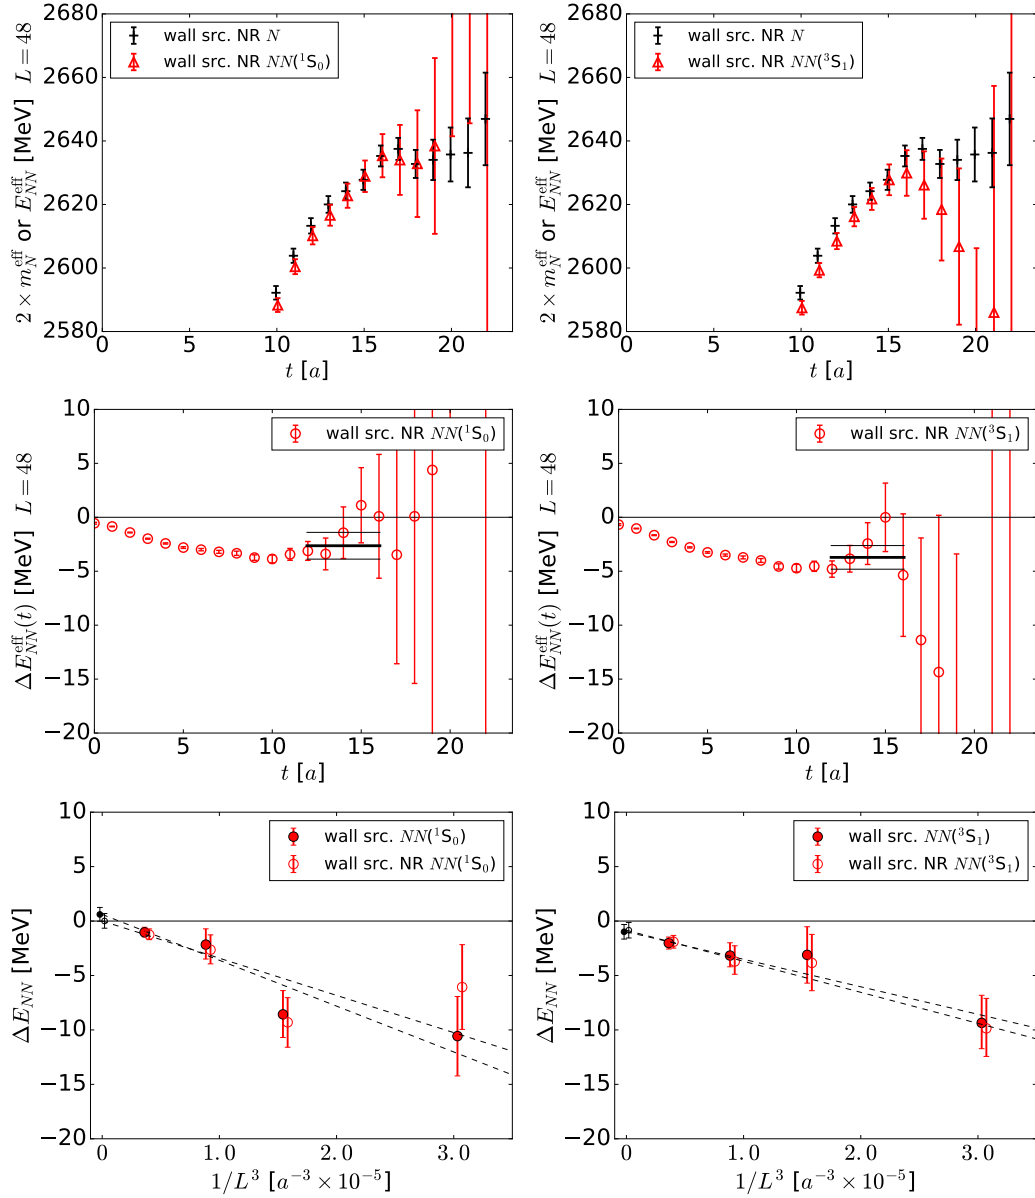 2 × m_N^eff or E_NN^eff [MeV] L = 48
2680
2660
2640
2620
2600
2580
wall src. NR N
wall src. NR NN(¹S₀)
0 5 10 15 20
t [a]
2 × m_N^eff or E_NN^eff [MeV] L = 48
2680
2660
2640
2620
2600
2580
wall src. NR N
wall src. NR NN(³S₁)
0 5 10 15 20
t [a]
ΔE_NN^eff(t) [MeV] L = 48
10
5
0
−5
−10
−15
−20
wall src. NR NN(¹S₀)
0 5 10 15 20
t [a]
ΔE_NN^eff(t) [MeV] L = 48
10
5
0
−5
−10
−15
−20
wall src. NR NN(³S₁)
0 5 10 15 20
t [a]
ΔE_NN [MeV]
10
5
0
−5
−10
−15
−20
wall src. NN(¹S₀)
wall src. NR NN(¹S₀)
0 1.0 2.0 3.0
1/L³ [a⁻³ × 10⁻⁵]
ΔE_NN [MeV]
10
5
0
−5
−10
−15
−20
wall src. NN(³S₁)
wall src. NR NN(³S₁)
0 1.0 2.0 3.0
1/L³ [a⁻³ × 10⁻⁵]